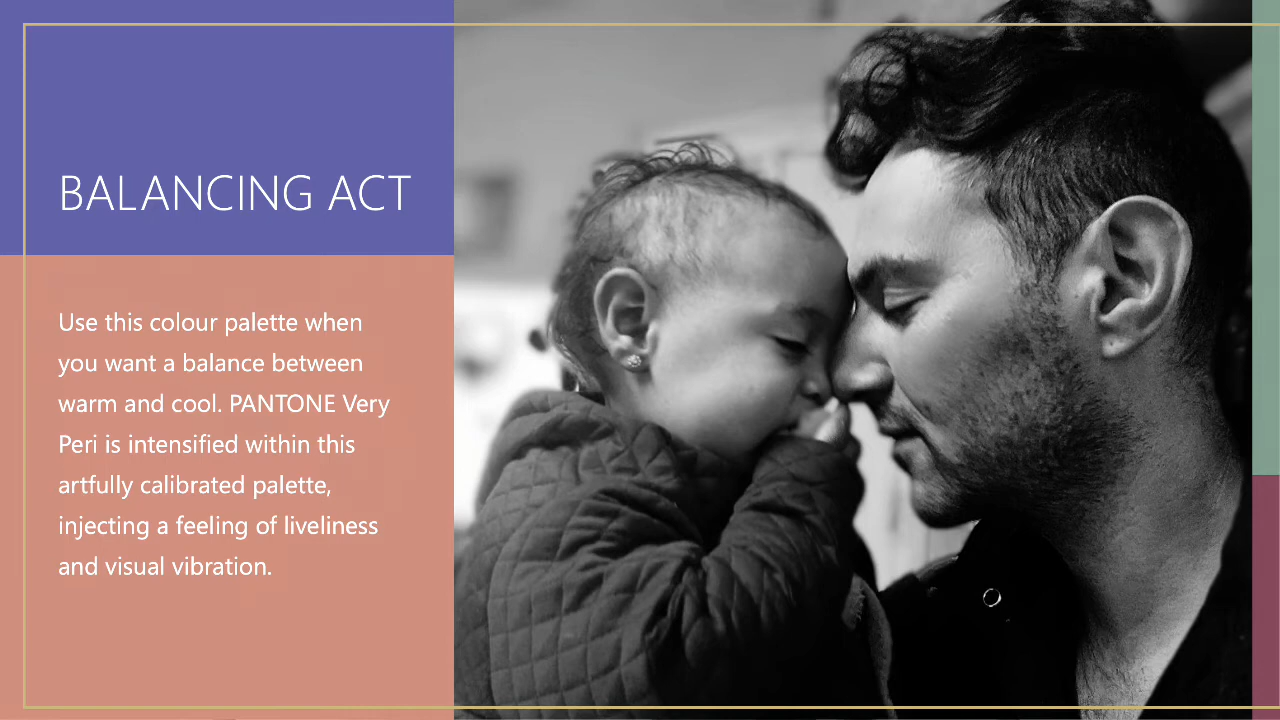 BALANCING ACT
Use this colour palette when
you want a balance between
warm and cool. PANTONE Very
Peri is intensified within this
artfully calibrated palette,
injecting a feeling of liveliness
and visual vibration.